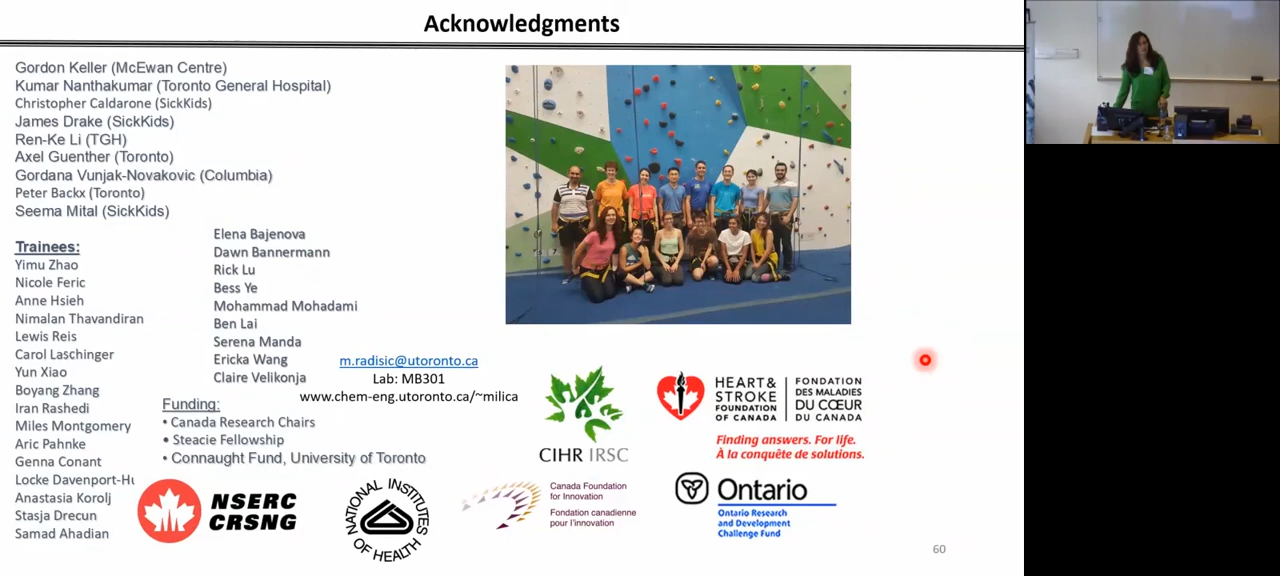 Acknowledgments
Gordon Keller (McEwan Centre)
Kumar Nanthakumar (Toronto General Hospital)
Christopher Caldarone (SickKids)
James Drake (SickKids)
Ren-Ke Li (TGH)
Axel Guenther (Toronto)
Gordana Vunjak-Novakovic (Columbia)
Peter Backx (Toronto)
Seema Mital (SickKids)
Trainees:
Yimu Zhao
Nicole Feric
Anne Hsieh
Nimalan Thavandiran
Lewis Reis
Carol Laschinger
Yun Xiao
Boyang Zhang
Iran Rashedi
Miles Montgomery
Aric Pahnke
Genna Conant
Locke Davenport-Hu
Anastasia Korolj
Stasja Drecun
Samad Ahadian
Elena Bajenova
Dawn Bannermann
Rick Lu
Bess Ye
Mohammad Mohadami
Ben Lai
Serena Manda
Ericka Wang
Claire Velikonja
m.radisic@utoronto.ca
Lab: MB301
www.chem-eng.utoronto.ca/~milica
Funding:
• Canada Research Chairs
• Steacie Fellowship
• Connaught Fund, University of Toronto
NSERC
CRSNG
NATIONAL INSTITUTES
OF HEALTH
CIHR IRSC
HEART &
STROKE
FOUNDATION
OF CANADA
FONDATION
DES MALADIES
DU CŒUR
DU CANADA
Finding answers. For life.
À la conquête de solutions.
Canada Foundation
for Innovation
Fondation canadienne
pour l'innovation
Ontario
Ontario Research
and Development
Challenge Fund
60